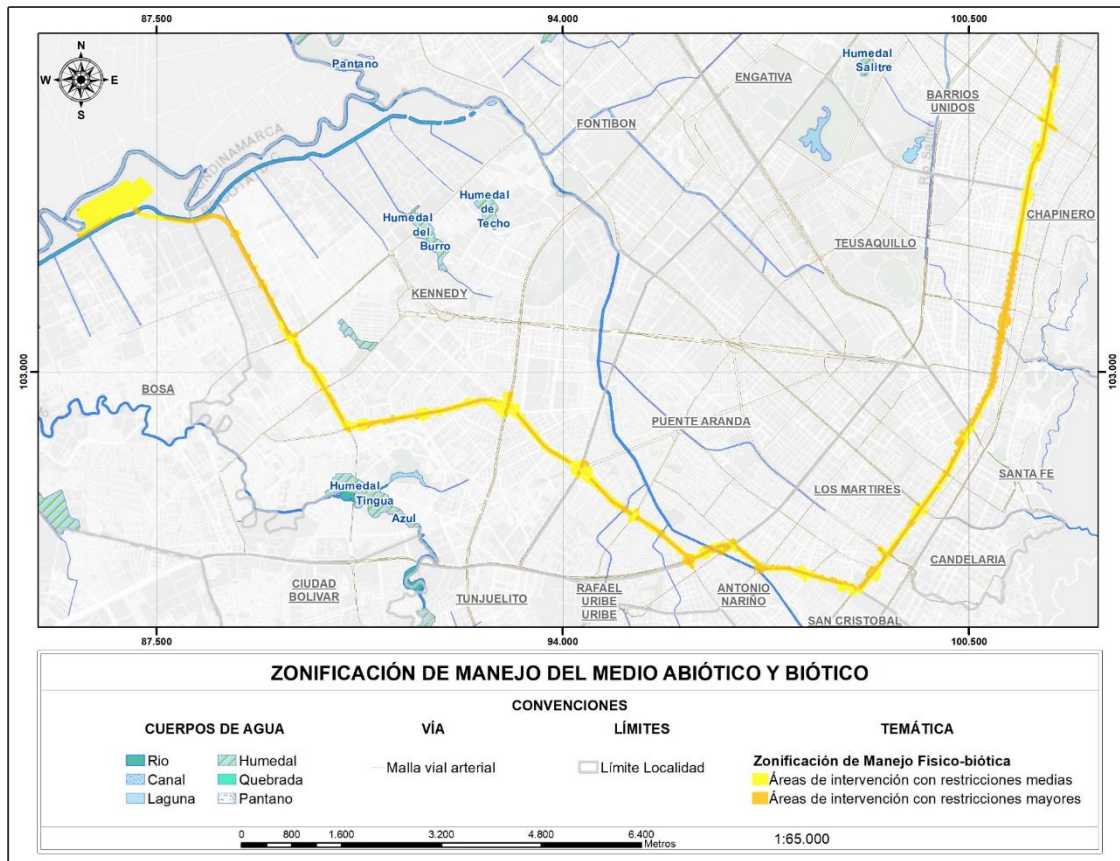 87.500
94.000
100.500
N
W
E
S
Pantano
Humedal
Salitre
ENGATIVA
BARRIOS
UNIDOS
FONTIBON
CUNDINAMARCA
BOGOTA, D.C.
Humedal
de
Techo
Humedal
del
Burro
CHAPINERO
TEUSAQUILLO
KENNEDY
103.000
103.000
BOSA
PUENTE ARANDA
SANTA FE
LOS MARTIRES
Humedal
Tingua
Azul
CANDELARIA
CIUDAD
BOLIVAR
TUNJUELITO
RAFAEL
URIBE
URIBE
ANTONIO
NARIÑO
SAN CRISTOBAL
87.500
94.000
100.500
ZONIFICACIÓN DE MANEJO DEL MEDIO ABIÓTICO Y BIÓTICO
CONVENCIONES
CUERPOS DE AGUA
VÍA
LÍMITES
TEMÁTICA
Rio
Humedal
Canal
Quebrada
Laguna
Pantano
Malla vial arterial
Límite Localidad
Zonificación de Manejo Fisico-biótica
Áreas de intervención con restricciones medias
Áreas de intervención con restricciones mayores
0 800 1.600 3.200 4.800 6.400
Metros
1:65.000